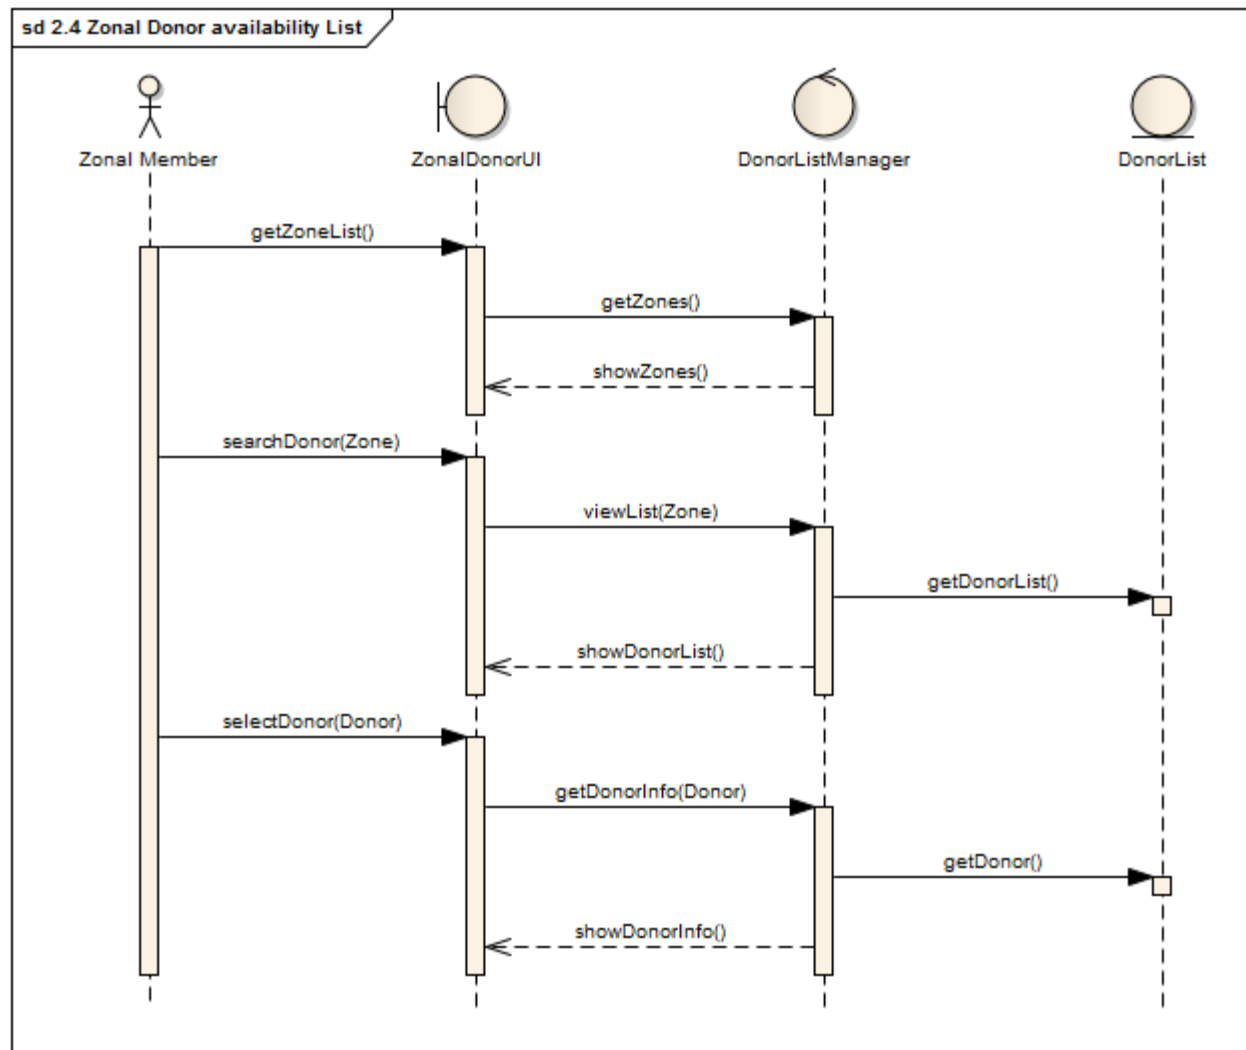 sd 2.4 Zonal Donor availability List
Zonal Member
ZonalDonorUI
DonorListManager
DonorList
getZoneList()
getZones()
showZones()
searchDonor(Zone)
viewList(Zone)
getDonorList()
showDonorList()
selectDonor(Donor)
getDonorInfo(Donor)
getDonor()
showDonorInfo()